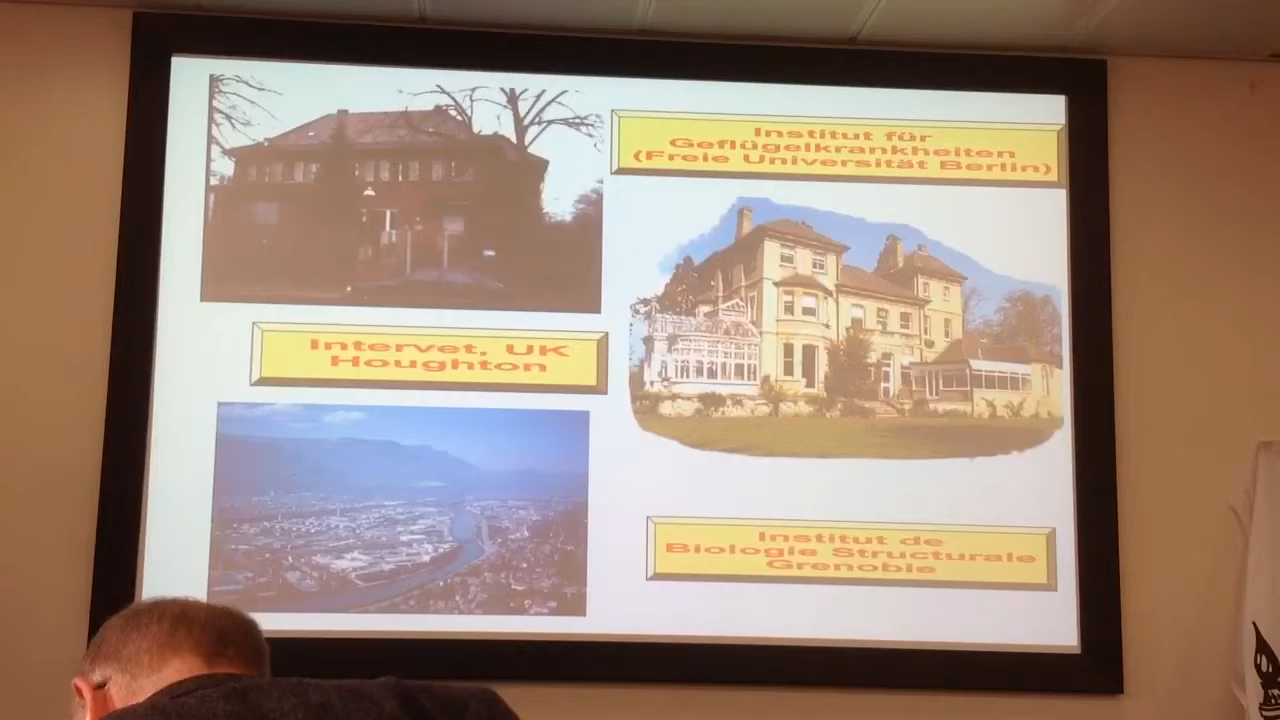 Institut für
Geflügelkrankheiten
(Freie Universität Berlin)
Intervet, UK
Houghton
Institut de
Biologie Structurale
Grenoble